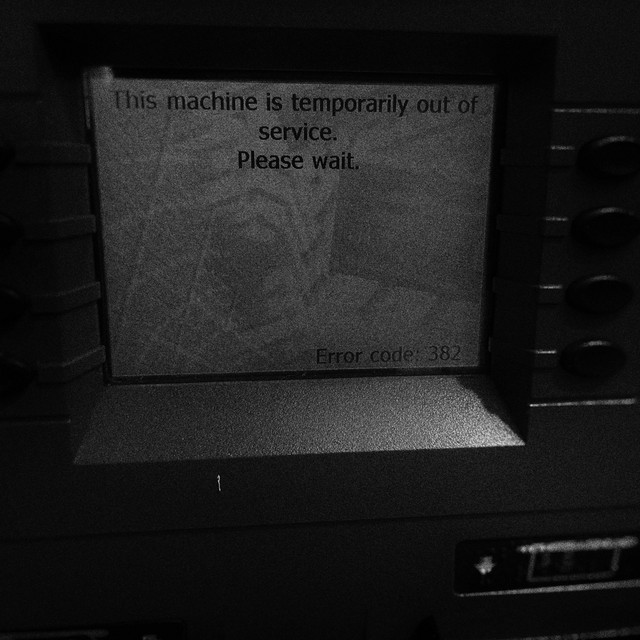 This machine is temporarily out of
service.
Please wait.
Error code: 382